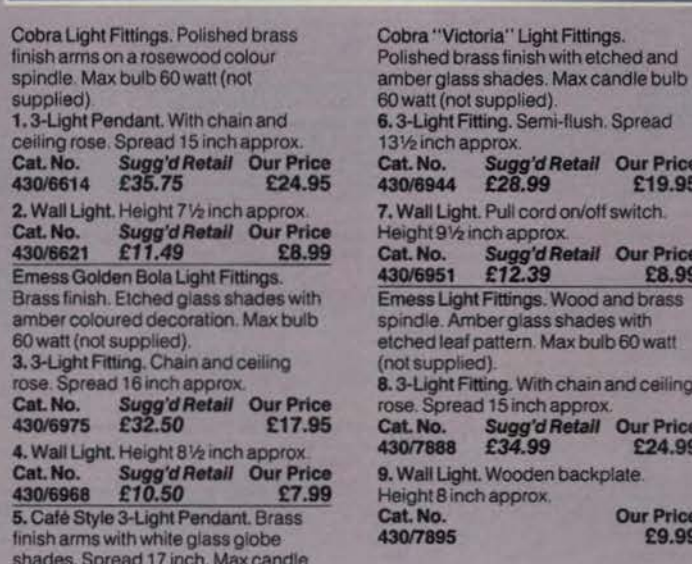 Cobra Light Fittings. Polished brass
finish arms on a rosewood colour
spindle. Max bulb 60 watt (not
supplied).
1. 3-Light Pendant. With chain and
ceiling rose. Spread 15 inch approx.
Cat. No. Sugg'd Retail Our Price
430/6614 £35.75 £24.95
2. Wall Light. Height 7½ inch approx.
Cat. No. Sugg'd Retail Our Price
430/6621 £11.49 £8.99
Emess Golden Bola Light Fittings.
Brass finish. Etched glass shades with
amber coloured decoration. Max bulb
60 watt (not supplied).
3. 3-Light Fitting. Chain and ceiling
rose. Spread 16 inch approx.
Cat. No. Sugg'd Retail Our Price
430/6975 £32.50 £17.95
4. Wall Light. Height 8½ inch approx.
Cat. No. Sugg'd Retail Our Price
430/6968 £10.50 £7.99
5. Café Style 3-Light Pendant. Brass
finish arms with white glass globe
shades. Spread 17 inch. Max candle
Cobra "Victoria" Light Fittings.
Polished brass finish with etched and
amber glass shades. Max candle bulb
60 watt (not supplied).
6. 3-Light Fitting. Semi-flush. Spread
13½ inch approx.
Cat. No. Sugg'd Retail Our Price
430/6944 £28.99 £19.95
7. Wall Light. Pull cord on/off switch.
Height 9½ inch approx.
Cat. No. Sugg'd Retail Our Price
430/6951 £12.39 £8.99
Emess Light Fittings. Wood and brass
spindle. Amber glass shades with
etched leaf pattern. Max bulb 60 watt
(not supplied).
8. 3-Light Fitting. With chain and ceiling
rose. Spread 15 inch approx.
Cat. No. Sugg'd Retail Our Price
430/7888 £34.99 £24.99
9. Wall Light. Wooden backplate.
Height 8 inch approx.
Cat. No. Our Price
430/7895 £9.99